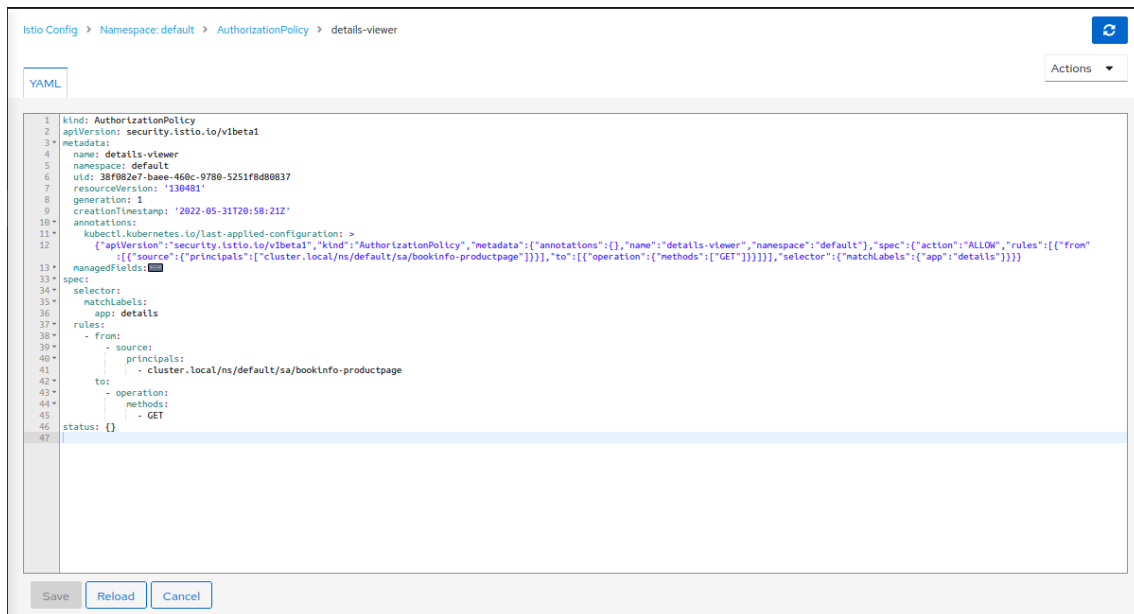 Istio Config > Namespace: default > AuthorizationPolicy > details-viewer
Actions
YAML
1 kind: AuthorizationPolicy
2 apiVersion: security.istio.io/v1beta1
3 metadata:
4   name: details-viewer
5   namespace: default
6   uid: 38f082e7-baee-460c-9780-5251f8d80837
7   resourceVersion: '130481'
8   generation: 1
9   creationTimestamp: '2022-05-31T20:58:21Z'
10   annotations:
11     kubectl.kubernetes.io/last-applied-configuration: >
12       {"apiVersion":"security.istio.io/v1beta1","kind":"AuthorizationPolicy","metadata":{"annotations":{},"name":"details-viewer","namespace":"default"},"spec":{"action":"ALLOW","rules":[{"from"
:[{"source":{"principals":["cluster.local/ns/default/sa/bookinfo-productpage"]}}],"to":[{"operation":{"methods":["GET"]}}]}],"selector":{"matchLabels":{"app":"details"}}}}
13   managedFields:
33 spec:
34   selector:
35     matchLabels:
36       app: details
37   rules:
38     - from:
39         - source:
40             principals:
41               - cluster.local/ns/default/sa/bookinfo-productpage
42       to:
43         - operation:
44             methods:
45               - GET
46 status: {}
47
Save Reload Cancel